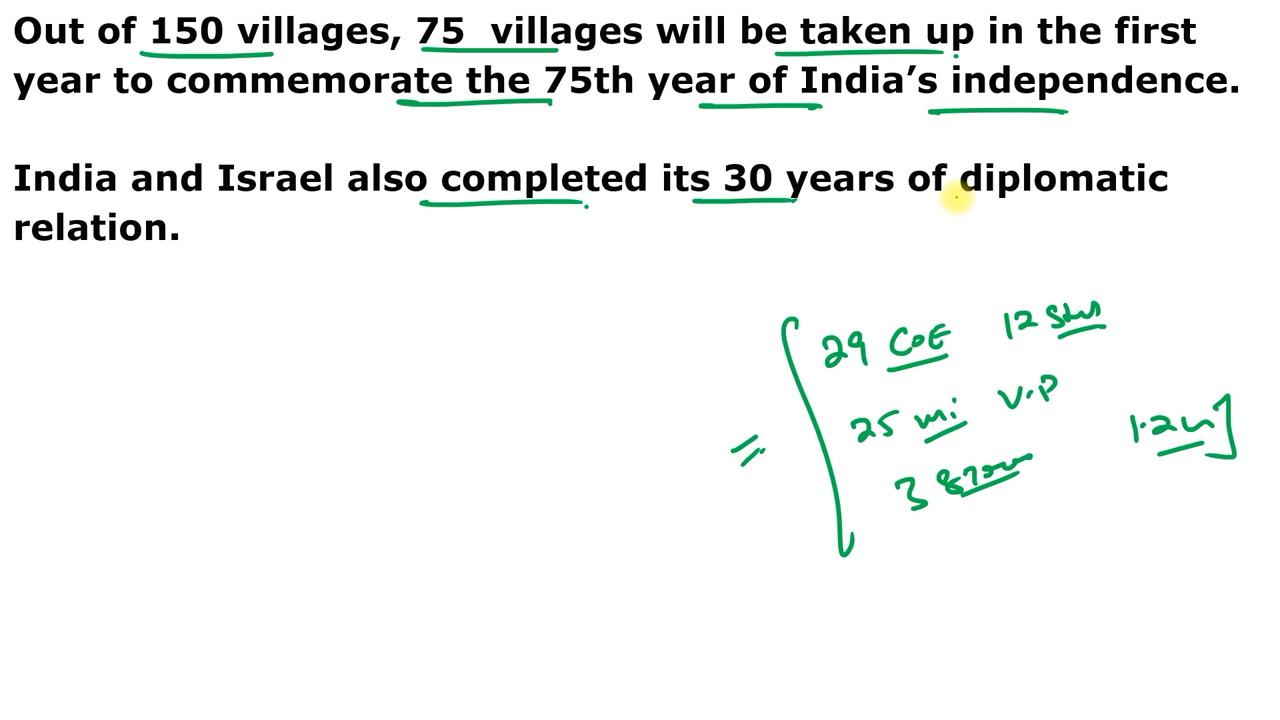 Out of 150 villages, 75 villages will be taken up in the first
year to commemorate the 75th year of India’s independence.
India and Israel also completed its 30 years of diplomatic
relation.
29 CoE 12
25 mi V.P
3
1.2